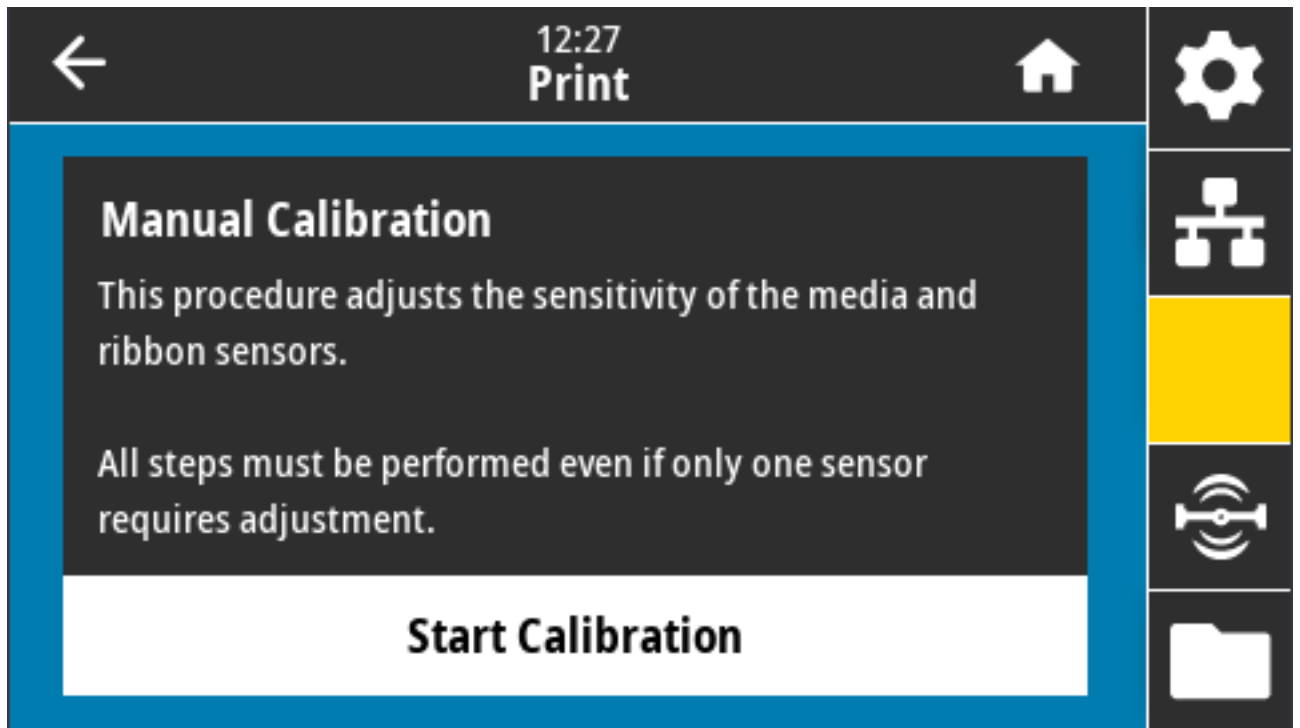 12:27
Print
Manual Calibration
This procedure adjusts the sensitivity of the media and
ribbon sensors.
All steps must be performed even if only one sensor
requires adjustment.
Start Calibration